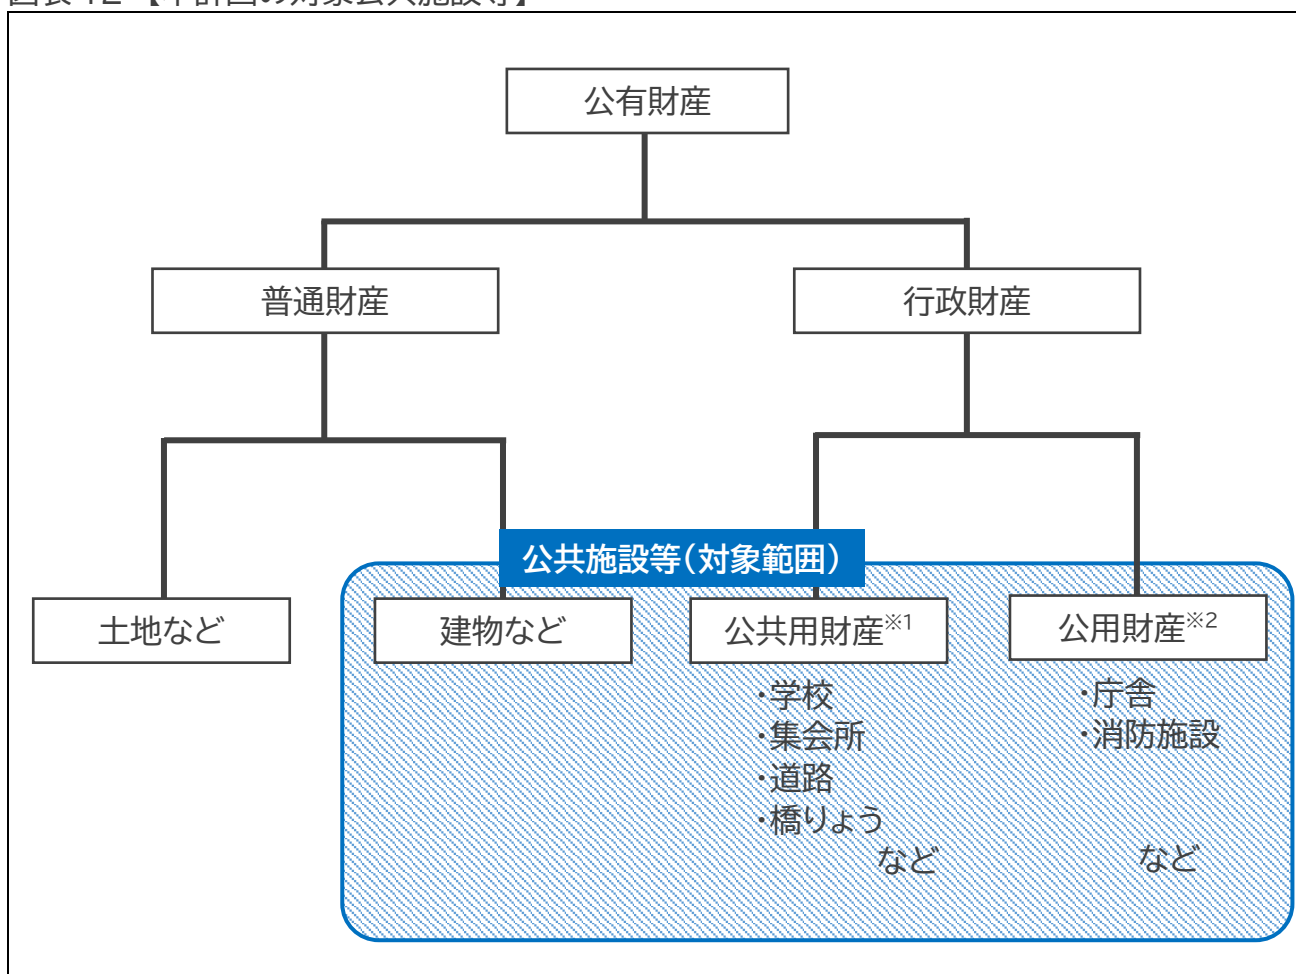 公有財産
普通財産
行政財産
公共施設等(対象範囲)
土地など
建物など
公共用財産※1
公用財産※2
・学校
・集会所
・道路
・橋りょう
など
・庁舎
・消防施設
など